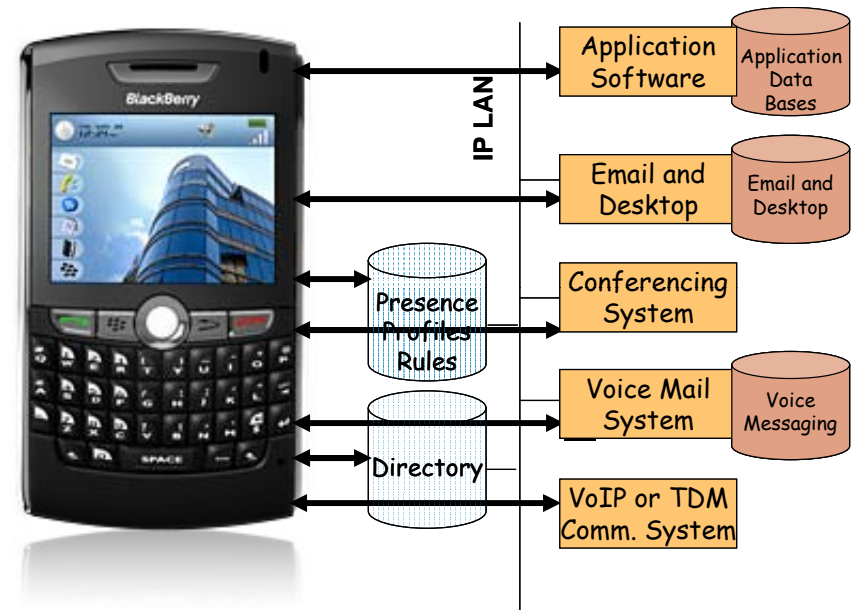 BlackBerry
IP LAN
Application
Software
Application
Data
Bases
Email and
Desktop
Email and
Desktop
Presence
Profiles
Rules
Conferencing
System
Voice Mail
System
Voice
Messaging
Directory
VoIP or TDM
Comm. System
SPACE